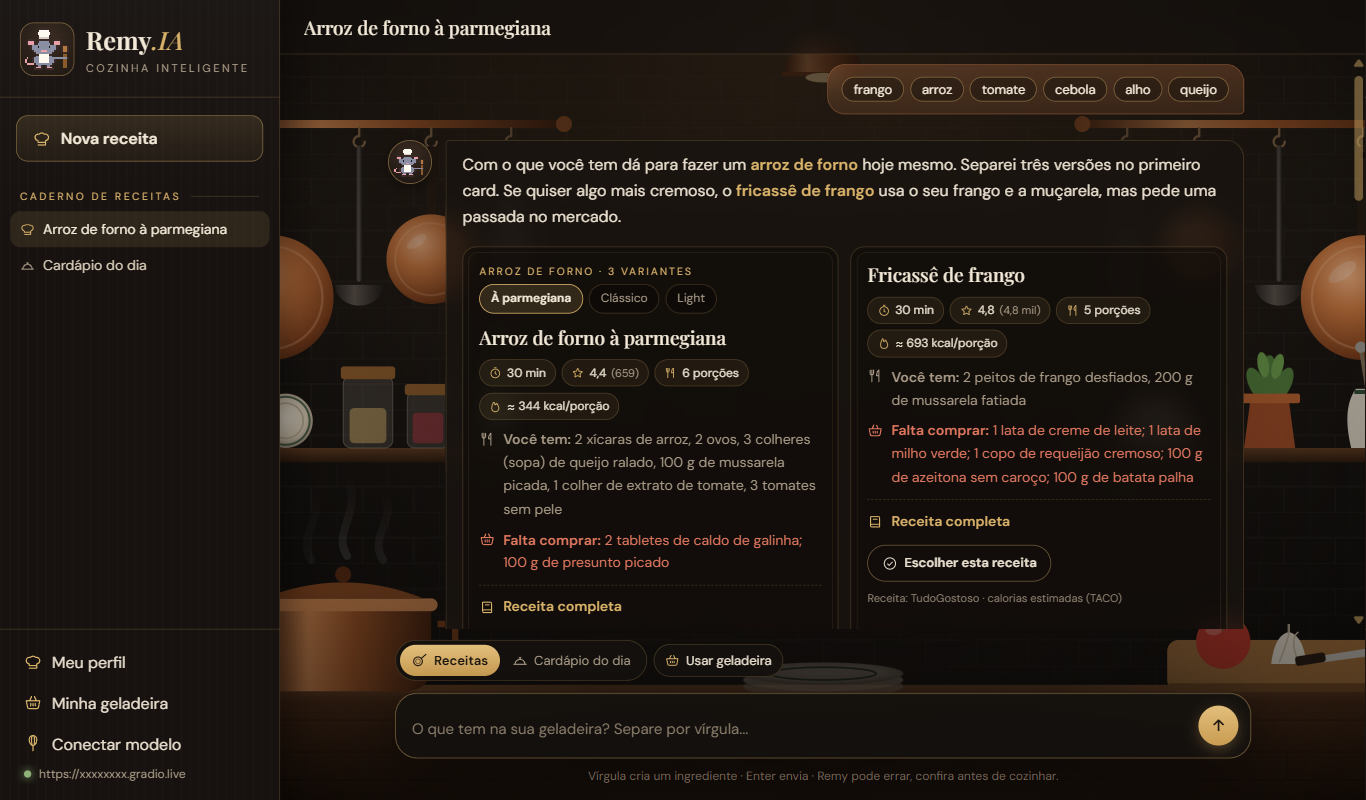 Remy.IA
COZINHA INTELIGENTE
Nova receita
CADERNO DE RECEITAS
Arroz de forno à parmegiana
Cardápio do dia
Meu perfil
Minha geladeira
Conectar modelo
https://xxxxxxxx.gradio.live
Arroz de forno à parmegiana
frango arroz tomate cebola alho queijo
Com o que você tem dá para fazer um arroz de forno hoje mesmo. Separei três versões no primeiro
card. Se quiser algo mais cremoso, o fricassê de frango usa o seu frango e a muçarela, mas pede uma
passada no mercado.
ARROZ DE FORNO · 3 VARIANTES
À parmegiana Clássico Light
Arroz de forno à parmegiana
30 min 4,4 (659) 6 porções
≈ 344 kcal/porção
Você tem: 2 xícaras de arroz, 2 ovos, 3 colheres
(sopa) de queijo ralado, 100 g de mussarela
picada, 1 colher de extrato de tomate, 3 tomates
sem pele
Falta comprar: 2 tabletes de caldo de galinha;
100 g de presunto picado
Receita completa
Fricassê de frango
30 min 4,8 (4,8 mil) 5 porções
≈ 693 kcal/porção
Você tem: 2 peitos de frango desfiados, 200 g
de mussarela fatiada
Falta comprar: 1 lata de creme de leite; 1 lata de
milho verde; 1 copo de requeijão cremoso; 100 g
de azeitona sem caroço; 100 g de batata palha
Receita completa
Escolher esta receita
Receita: TudoGostoso · calorias estimadas (TACO)
Receitas Cardápio do dia Usar geladeira
O que tem na sua geladeira? Separe por vírgula...
Vírgula cria um ingrediente · Enter envia · Remy pode errar, confira antes de cozinhar.